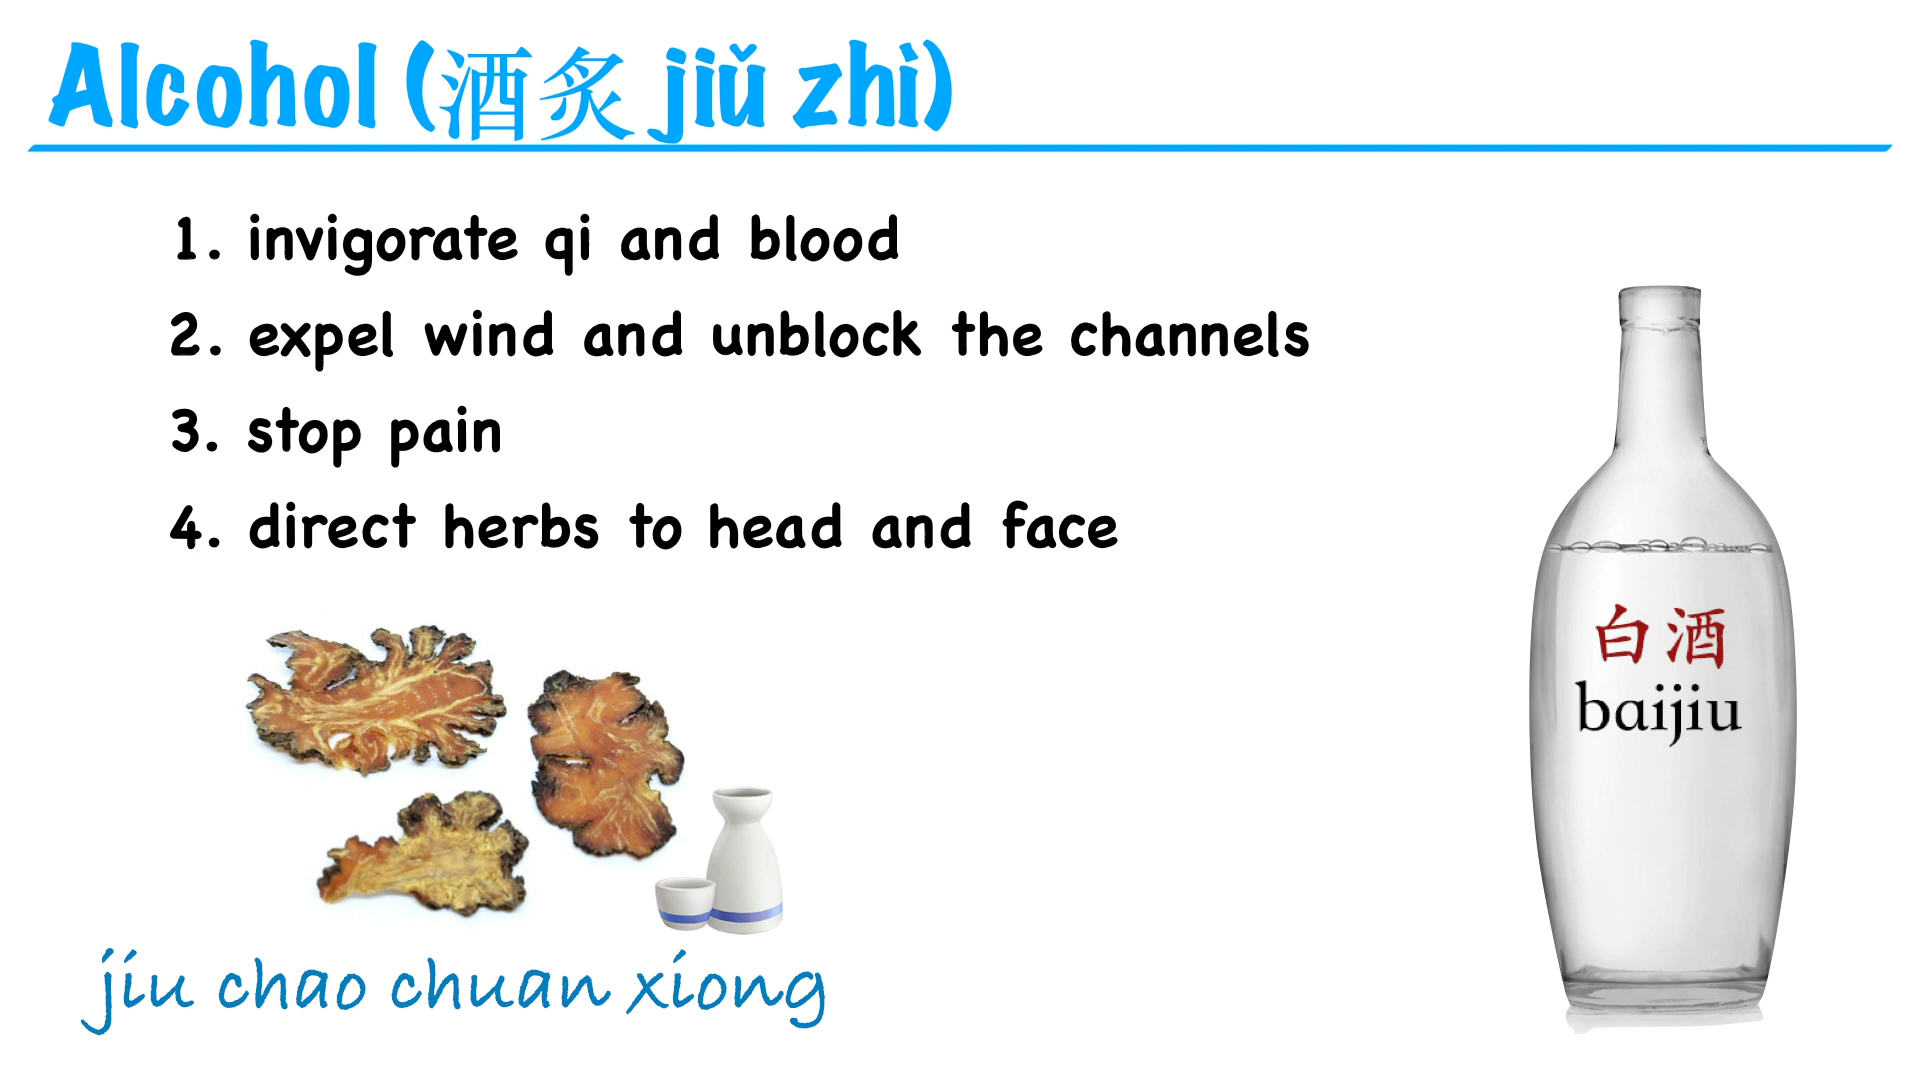 Alcohol (酒炙 jiǔ zhì)
1. invigorate qi and blood
2. expel wind and unblock the channels
3. stop pain
4. direct herbs to head and face
白酒
baijiu
jiu chao chuan xiong